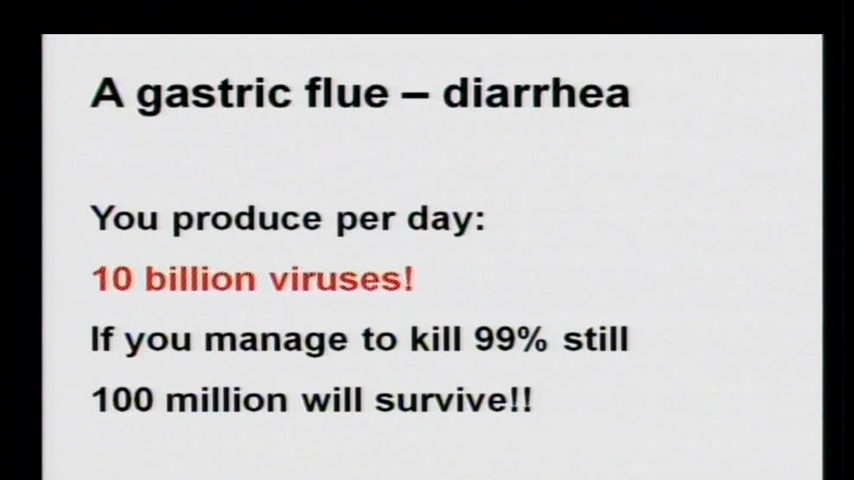 A gastric flue – diarrhea
You produce per day:
10 billion viruses!
If you manage to kill 99% still
100 million will survive!!